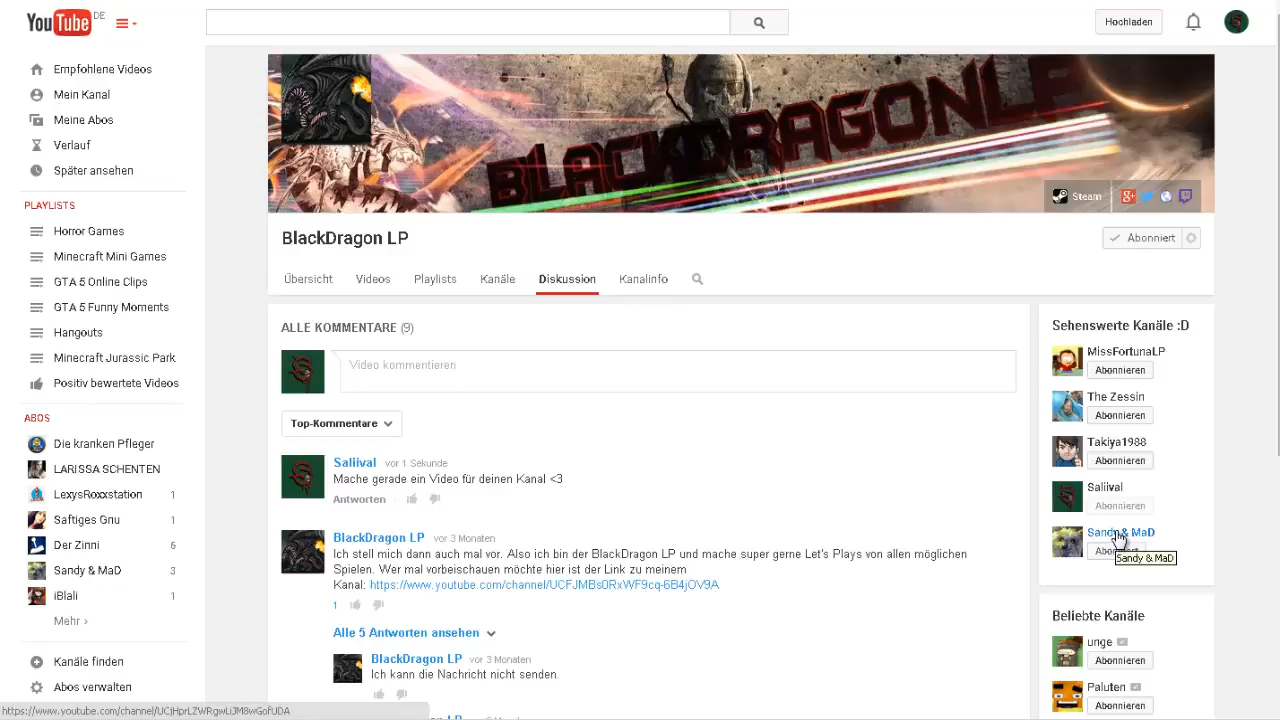 YouTube DE
Hochladen
Empfohlene Videos
Mein Kanal
Meine Abos
Verlauf
Später ansehen
PLAYLISTS
Horror Games
Minecraft Mini Games
GTA 5 Online Clips
GTA 5 Funny Moments
Hangouts
Minecraft Jurassic Park
Positiv bewertete Videos
ABOS
Die kranken Pfleger
LARISSA SCHENTEN
LexysRoxxstation 1
Saftiges Gnu 1
Der Zinni 6
Sandy & MaD 3
iBlali 1
Mehr ›
Kanäle finden
Abos verwalten
BLACKDRAGONLP
Steam
BlackDragon LP
Abonniert
Übersicht Videos Playlists Kanäle Diskussion Kanalinfo
ALLE KOMMENTARE (9)
Video kommentieren
Top-Kommentare
Saliival vor 1 Sekunde
Mache gerade ein Video für deinen Kanal <3
Antworten ·
BlackDragon LP vor 3 Monaten
Ich stell mich dann auch mal vor. Also ich bin der BlackDragon LP und mache super gerne Let's Plays von allen möglichen
Spielen. Wer mal vorbeischauen möchte hier ist der Link zu meinem
Kanal: https://www.youtube.com/channel/UCFJMBs0RxWF9cq-6B4jOV9A
1
Alle 5 Antworten ansehen
BlackDragon LP vor 3 Monaten
Ich kann die Nachricht nicht senden.
Sehenswerte Kanäle :D
MissFortunaLP
Abonnieren
The Zessin
Abonnieren
Takiya1988
Abonnieren
Saliival
Abonnieren
Sandy & MaD
Sandy & MaD
Beliebte Kanäle
unge
Abonnieren
Paluten
Abonnieren
https://www.youtube.com/channel/UCjHprLZWRgwLiJM8wGofUDA